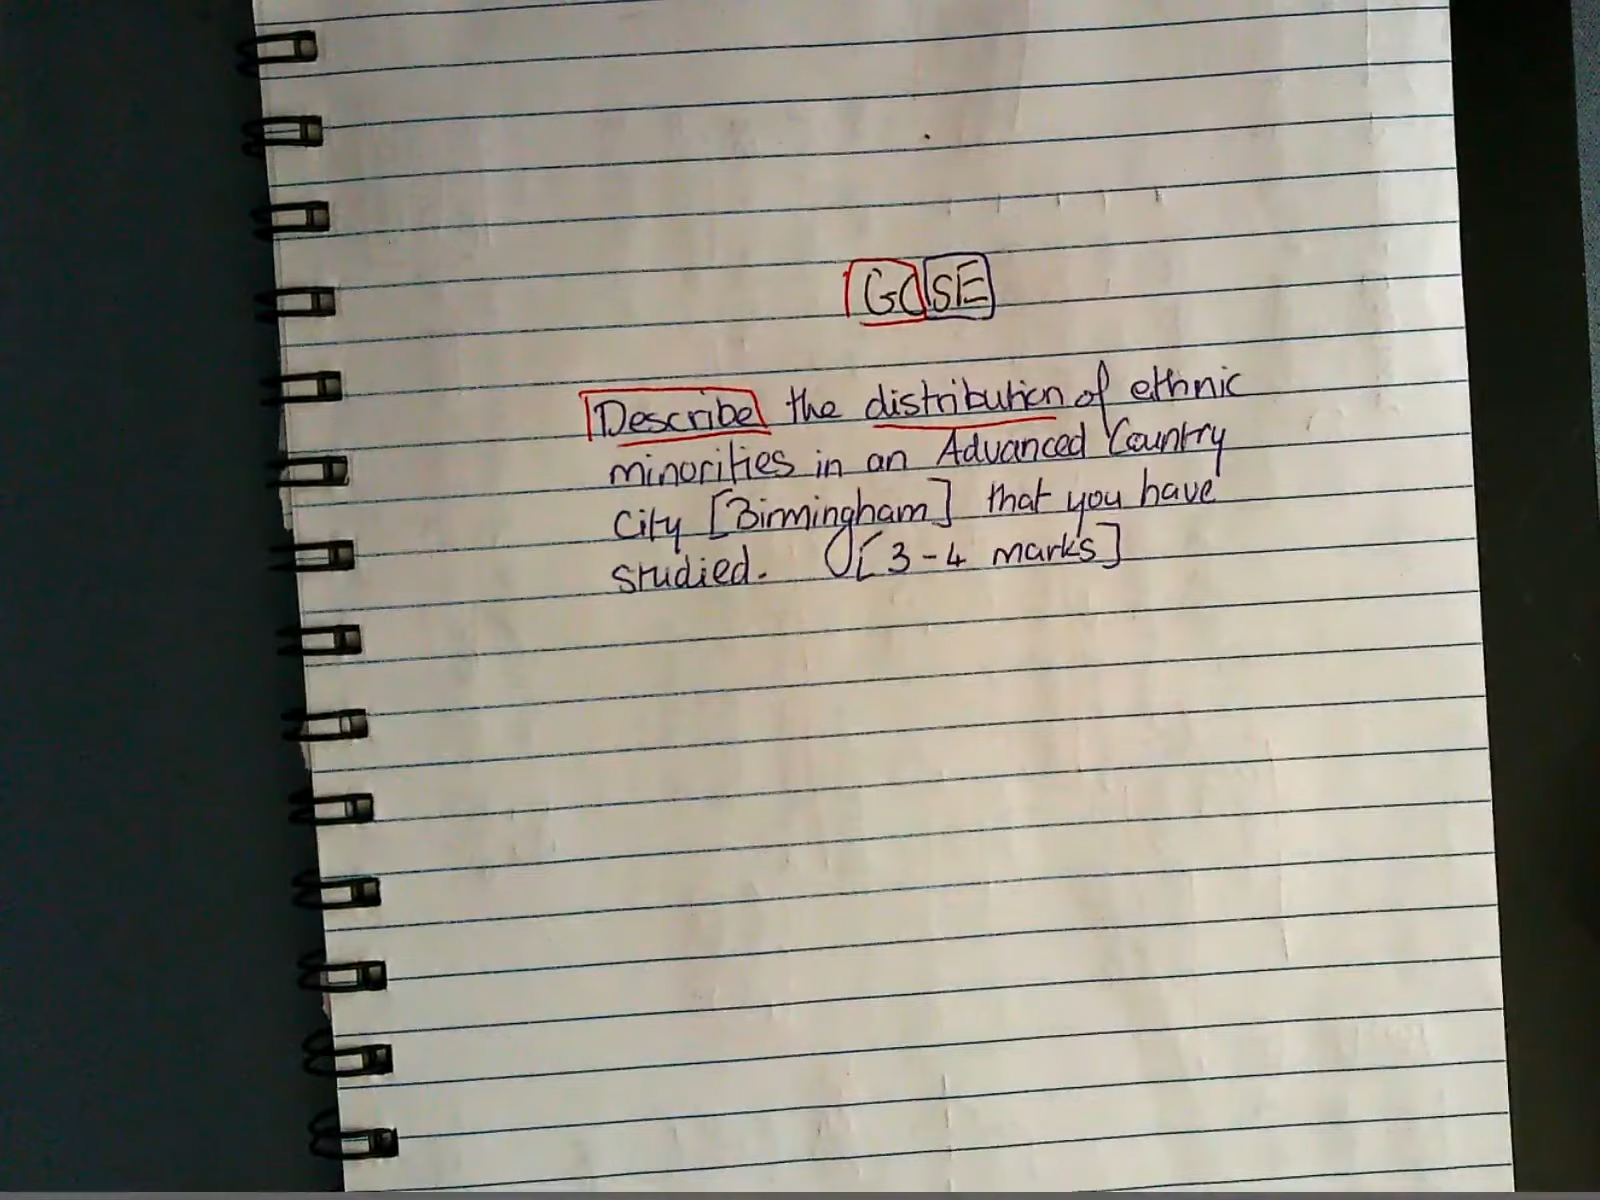 GCSE
Describe the distribution of ethnic
minorities in an Advanced Country
City [Birmingham] that you have
studied. [3-4 marks]